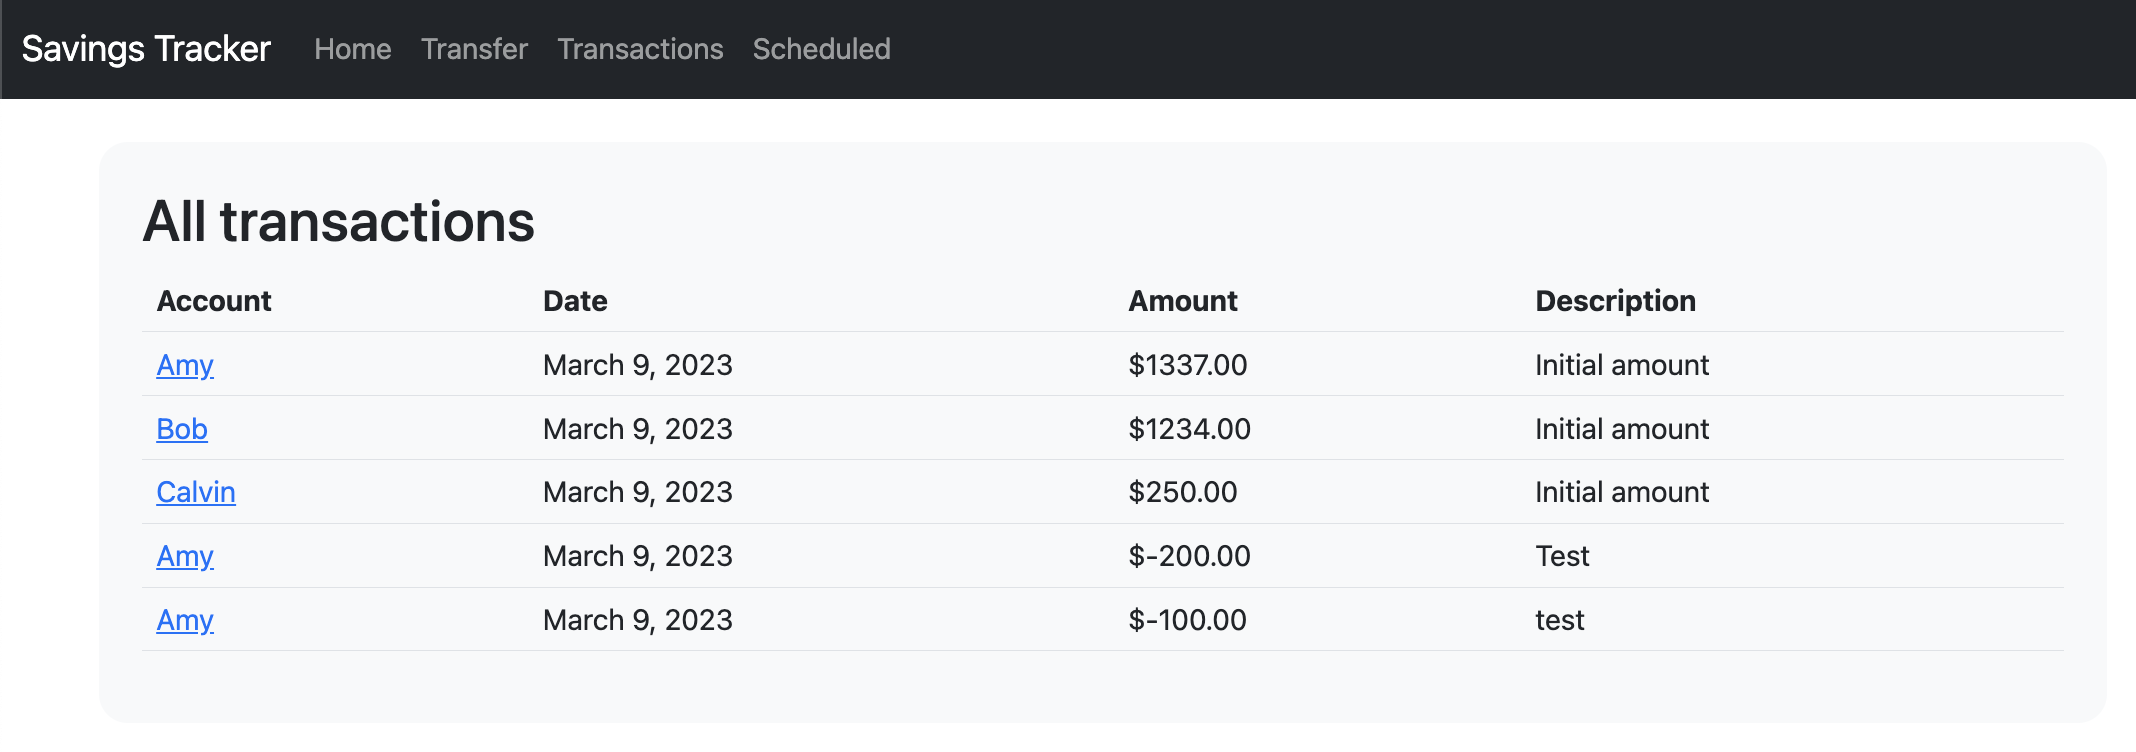 Savings Tracker Home Transfer Transactions Scheduled
All transactions
Account Date Amount Description
Amy March 9, 2023 $1337.00 Initial amount
Bob March 9, 2023 $1234.00 Initial amount
Calvin March 9, 2023 $250.00 Initial amount
Amy March 9, 2023 $-200.00 Test
Amy March 9, 2023 $-100.00 test